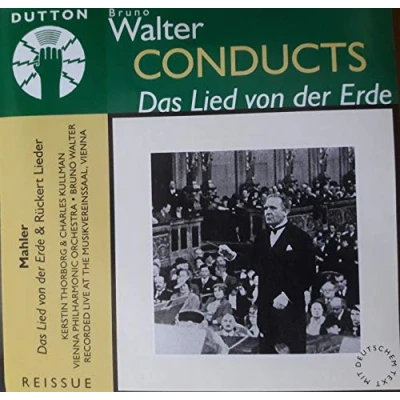 DUTTON
Bruno
Walter
CONDUCTS
Das Lied von der Erde
Mahler
Das Lied von der Erde & Rückert Lieder
KERSTIN THORBORG & CHARLES KULLMAN
VIENNA PHILHARMONIC ORCHESTRA • BRUNO WALTER
RECORDED LIVE AT THE MUSIKVEREINSSAAL, VIENNA
REISSUE
MIT DEUTSCHEM TEXT